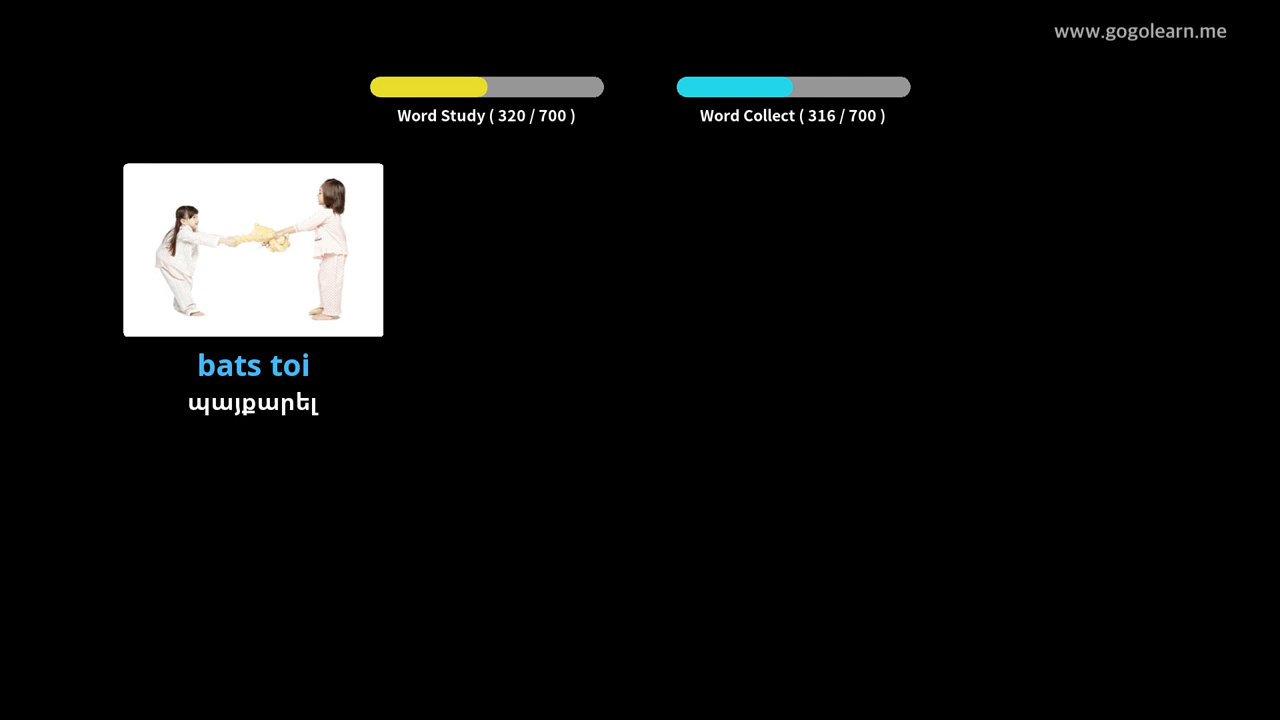 www.gogolearn.me
Word Study ( 320 / 700 )
Word Collect ( 316 / 700 )
bats toi
պայքարել